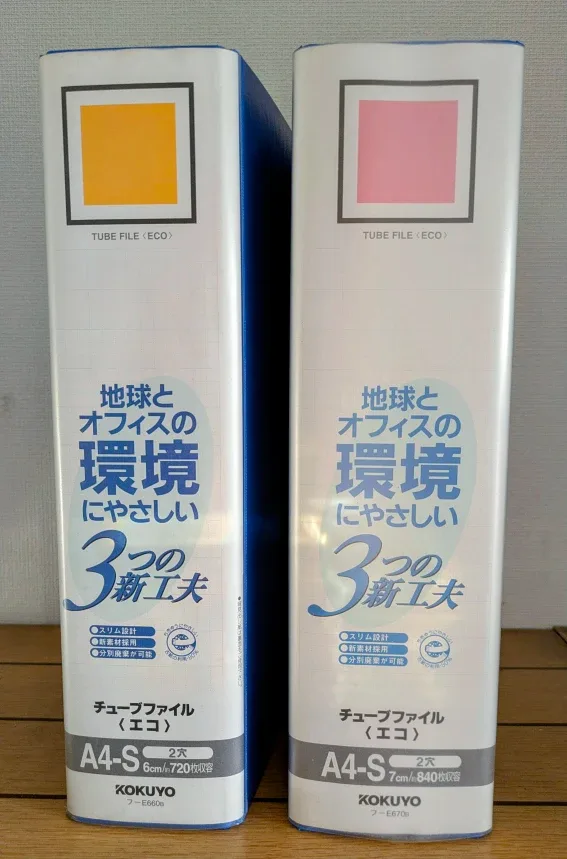 TUBE FILE〈ECO〉
地球と
オフィスの
環境
にやさしい
3つの
新工夫
●スリム設計
●新素材採用
●分別廃棄が可能
チューブファイル
〈エコ〉
A4-S 2穴
6cm/約720枚収容
KOKUYO
フ－E660B
TUBE FILE〈ECO〉
地球と
オフィスの
環境
にやさしい
3つの
新工夫
●スリム設計
●新素材採用
●分別廃棄が可能
チューブファイル
〈エコ〉
A4-S 2穴
7cm/約840枚収容
KOKUYO
フ－E670B